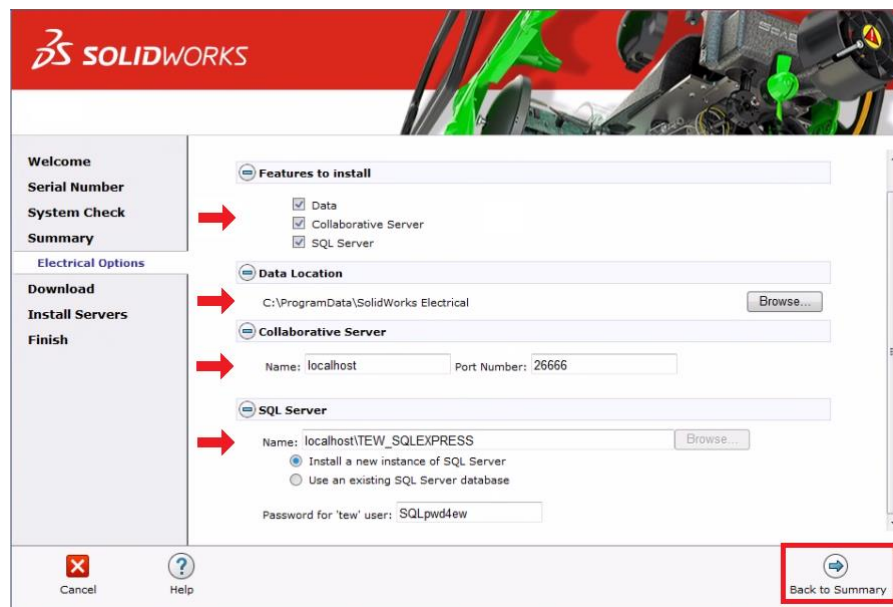 SOLIDWORKS
Welcome
Serial Number
System Check
Summary
Electrical Options
Download
Install Servers
Finish
Features to install
Data
Collaborative Server
SQL Server
Data Location
C:\ProgramData\SolidWorks Electrical
Browse...
Collaborative Server
Name: localhost Port Number: 26666
SQL Server
Name: localhost\TEW_SQLEXPRESS Browse...
Install a new instance of SQL Server
Use an existing SQL Server database
Password for 'tew' user: SQLpwd4ew
Cancel
Help
Back to Summary